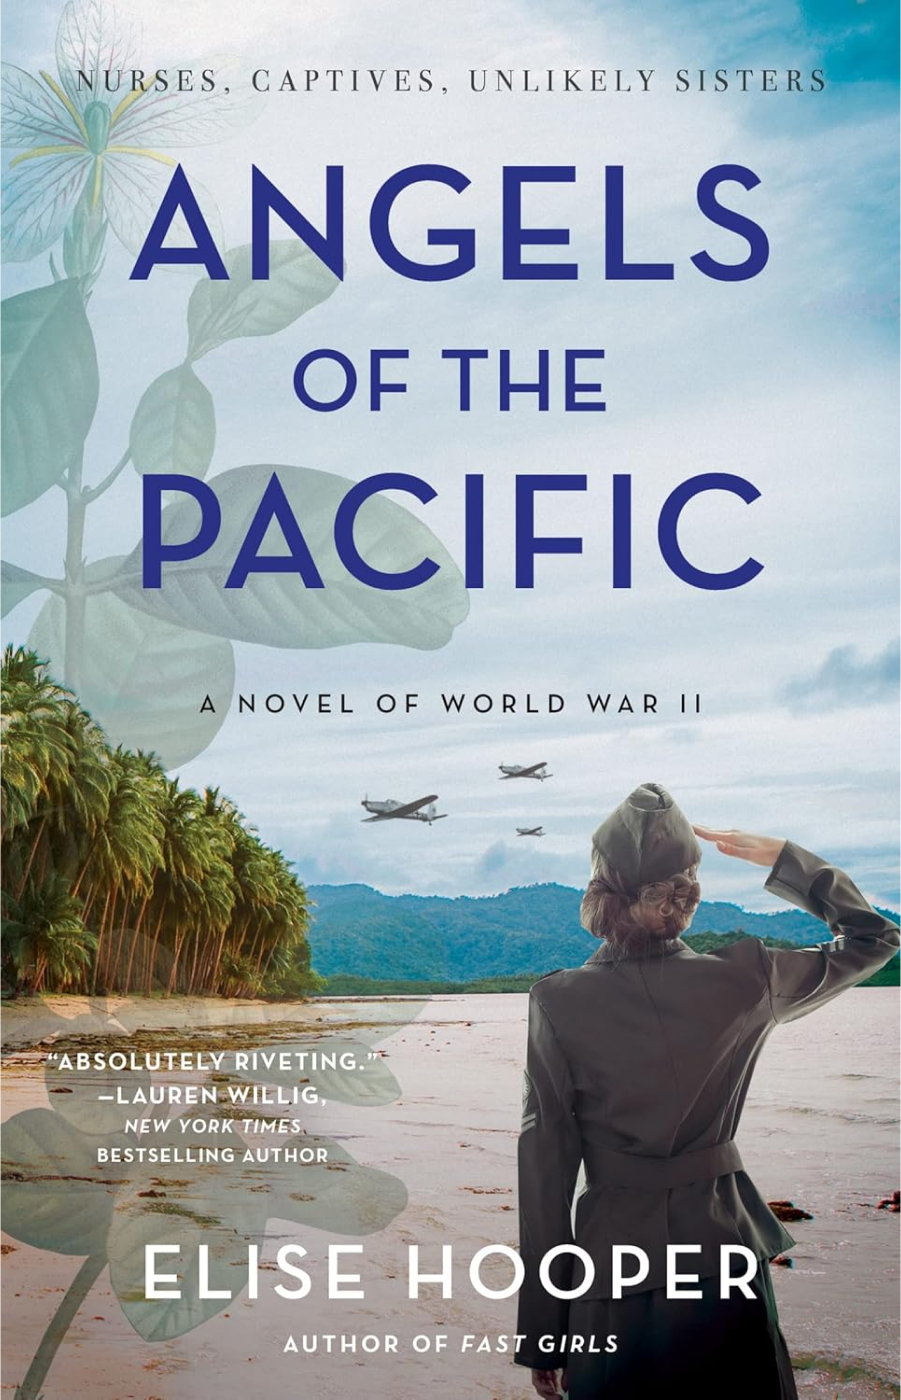 NURSES, CAPTIVES, UNLIKELY SISTERS
ANGELS
OF THE
PACIFIC
A NOVEL OF WORLD WAR II
“ABSOLUTELY RIVETING.”
—LAUREN WILLIG,
NEW YORK TIMES
BESTSELLING AUTHOR
ELISE HOOPER
AUTHOR OF FAST GIRLS